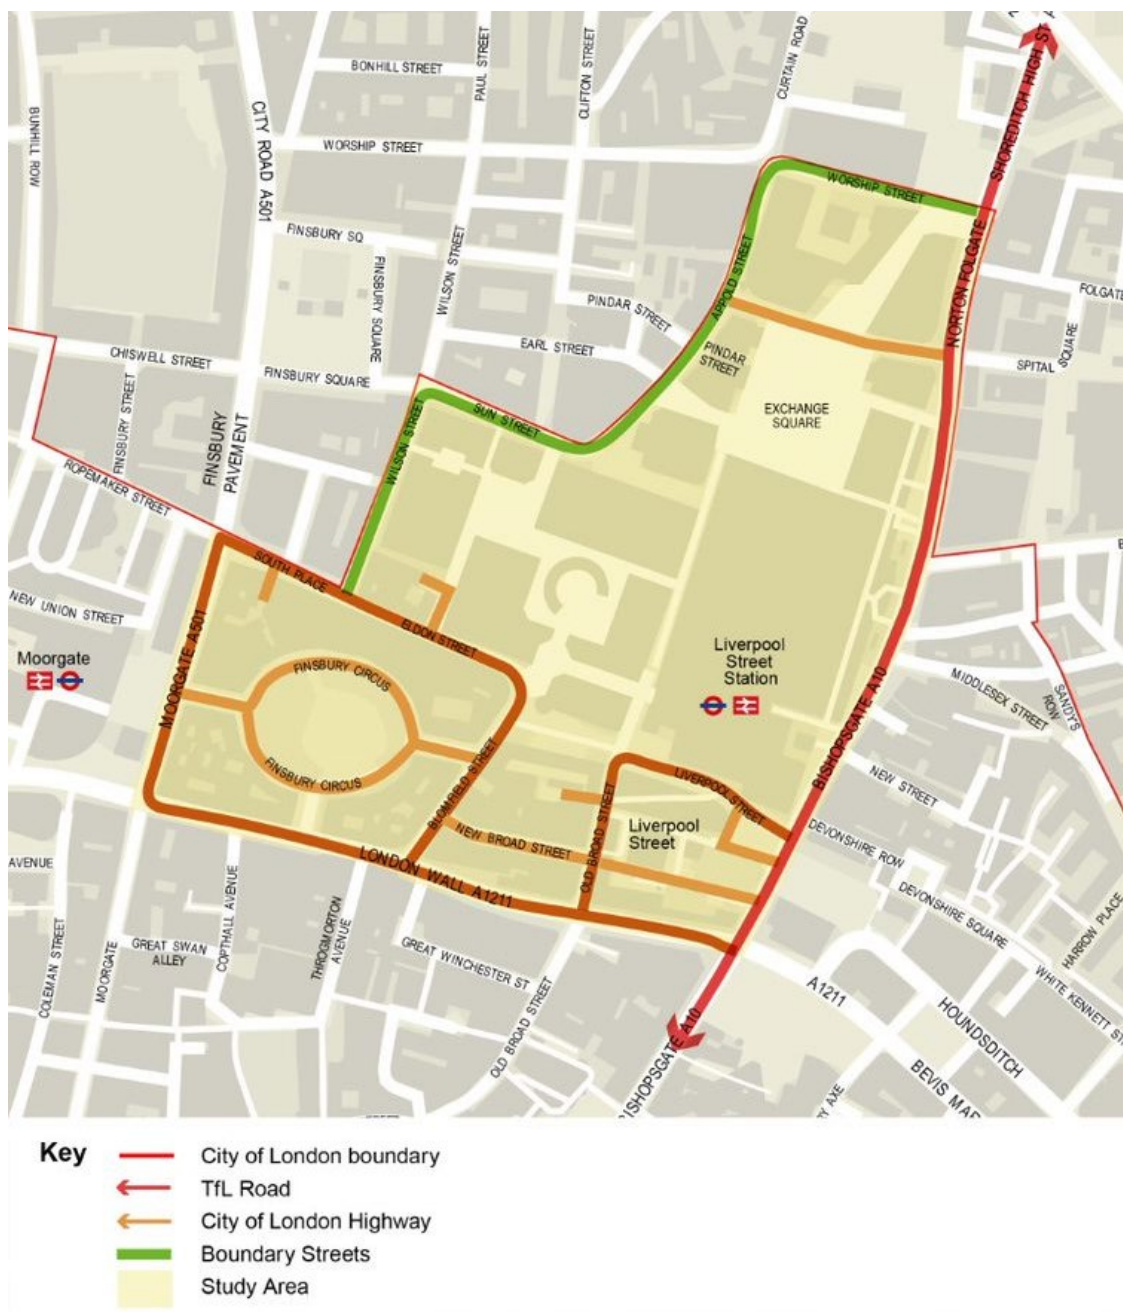 SHOREDITCH HIGH ST
BONHILL STREET
PAUL STREET
CLIFTON STREET
CURTAIN ROAD
BUNHILL ROW
CITY ROAD A501
WORSHIP STREET
WORSHIP STREET
FINSBURY SQ
FINSBURY SQUARE
WILSON STREET
APPOLD STREET
NORTON FOLGATE
FOLGATE
PINDAR STREET
EARL STREET
PINDAR
STREET
SPITAL
SQUARE
CHISWELL STREET
FINSBURY SQUARE
FINSBURY STREET
FINSBURY
PAVEMENT
EXCHANGE
SQUARE
WILSON STREET
SUN STREET
ROPEMAKER STREET
SOUTH PLACE
ELDON STREET
NEW UNION STREET
Moorgate
MOORGATE A501
FINSBURY CIRCUS
FINSBURY CIRCUS
Liverpool
Street
Station
BISHOPSGATE A10
MIDDLESEX STREET
SANDY'S
ROW
BLOMFIELD STREET
LIVERPOOL STREET
NEW STREET
NEW BROAD STREET
OLD BROAD STREET
Liverpool
Street
DEVONSHIRE ROW
DEVONSHIRE SQUARE
HARROW PLACE
AVENUE
LONDON WALL A1211
COLEMAN STREET
MOORGATE
GREAT SWAN
ALLEY
COPTHALL AVENUE
THROGMORTON
AVENUE
GREAT WINCHESTER ST
OLD BROAD STREET
A1211
HOUNDSDITCH
WHITE KENNETT ST
BEVIS MAR
BISHOPSGATE A10
AXE
Key
City of London boundary
TfL Road
City of London Highway
Boundary Streets
Study Area